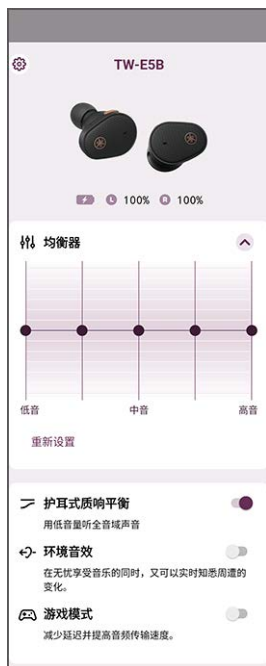 TW-E5B
L 100% R 100%
均衡器
低音 中音 高音
重新设置
护耳式质响平衡
用低音量听全音域声音
环境音效
在无忧享受音乐的同时，又可以实时知悉周遭的
变化。
游戏模式
减少延迟并提高音频传输速度。